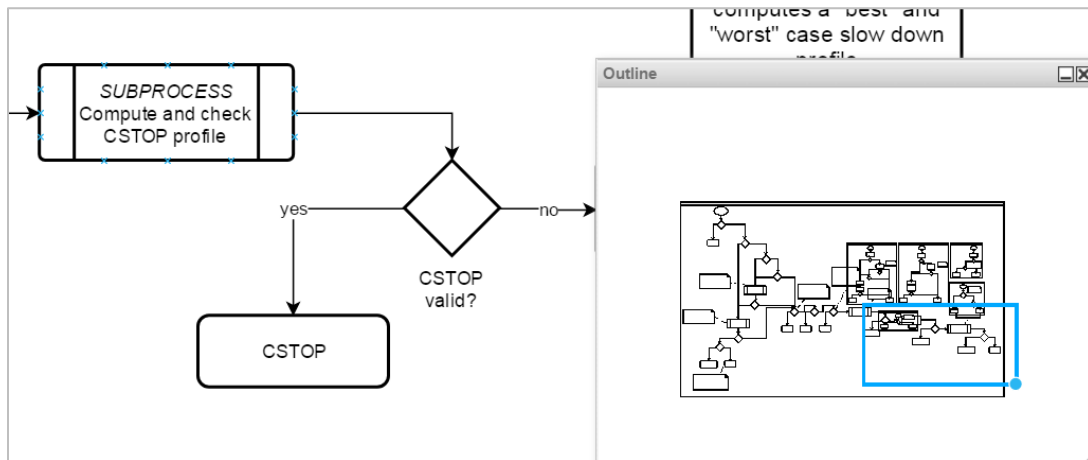 computes a "best" and
"worst" case slow down
profile
Outline
SUBPROCESS
Compute and check
CSTOP profile
yes
no
CSTOP
valid?
CSTOP